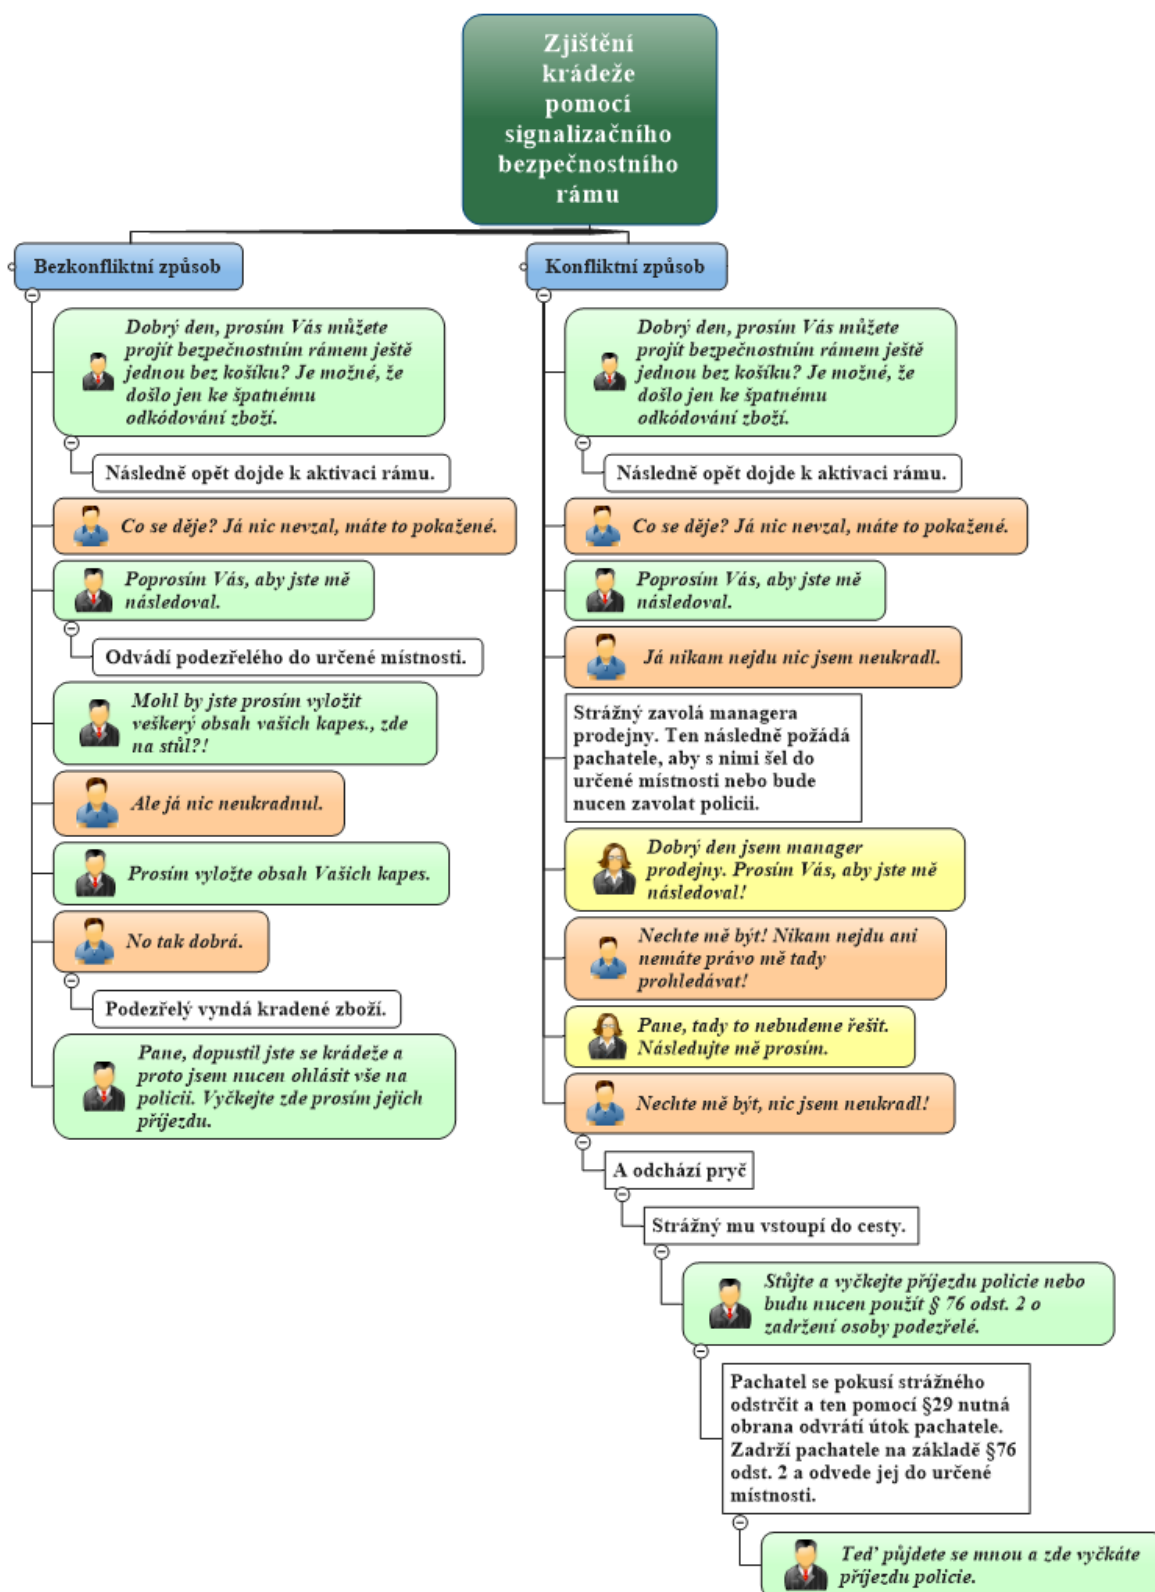 Zjištění
krádeže
pomocí
signalizačního
bezpečnostního
rámu
Bezkonfliktní způsob
Dobrý den, prosím Vás můžete
projít bezpečnostním rámem ještě
jednou bez košíku? Je možné, že
došlo jen ke špatnému
odkódování zboží.
Následně opět dojde k aktivaci rámu.
Co se děje? Já nic nevzal, máte to pokažené.
Poprosím Vás, aby jste mě
následoval.
Odvádí podezřelého do určené místnosti.
Mohl by jste prosím vyložit
veškerý obsah vašich kapes., zde
na stůl?!
Ale já nic neukradnul.
Prosím vyložte obsah Vašich kapes.
No tak dobrá.
Podezřelý vyndá kradené zboží.
Pane, dopustil jste se krádeže a
proto jsem nucen ohlásit vše na
policii. Vyčkejte zde prosím jejich
příjezdu.
Konfliktní způsob
Dobrý den, prosím Vás můžete
projít bezpečnostním rámem ještě
jednou bez košíku? Je možné, že
došlo jen ke špatnému
odkódování zboží.
Následně opět dojde k aktivaci rámu.
Co se děje? Já nic nevzal, máte to pokažené.
Poprosím Vás, aby jste mě
následoval.
Já nikam nejdu nic jsem neukradl.
Strážný zavolá managera
prodejny. Ten následně požádá
pachatele, aby s nimi šel do
určené místnosti nebo bude
nucen zavolat policii.
Dobrý den jsem manager
prodejny. Prosím Vás, aby jste mě
následoval!
Nechte mě být! Nikam nejdu ani
nemáte právo mě tady
prohledávat!
Pane, tady to nebudeme řešit.
Následujte mě prosím.
Nechte mě být, nic jsem neukradl!
A odchází pryč
Strážný mu vstoupí do cesty.
Stůjte a vyčkejte příjezdu policie nebo
budu nucen použít § 76 odst. 2 o
zadržení osoby podezřelé.
Pachatel se pokusí strážného
odstrčit a ten pomocí §29 nutná
obrana odvrátí útok pachatele.
Zadrží pachatele na základě §76
odst. 2 a odvede jej do určené
místnosti.
Teď půjdete se mnou a zde vyčkáte
příjezdu policie.